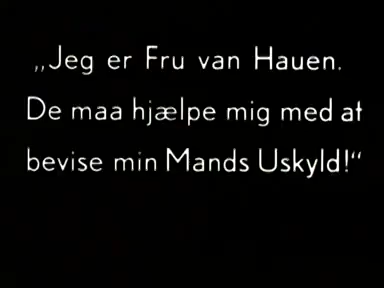 „Jeg er Fru van Hauen.
De maa hjælpe mig med at
bevise min Mands Uskyld!“